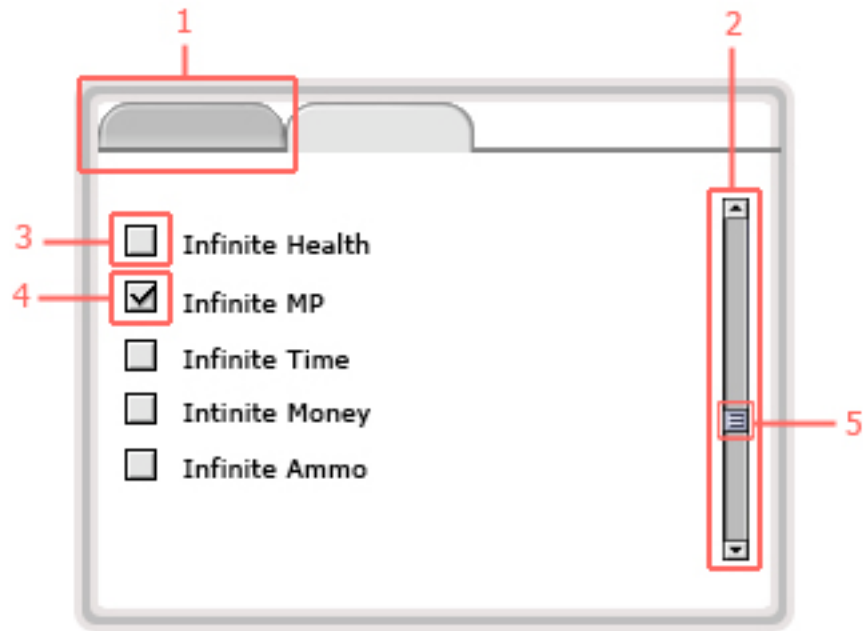 1
2
3
Infinite Health
4
Infinite MP
Infinite Time
Intinite Money
5
Infinite Ammo